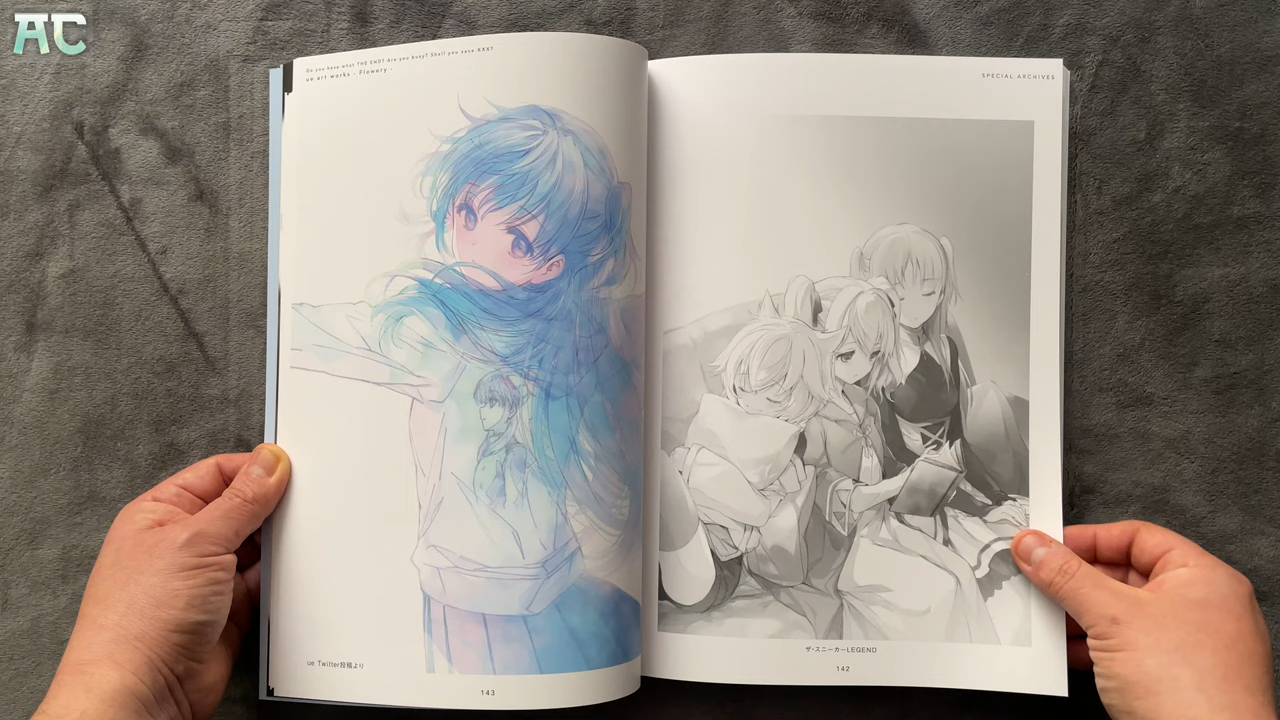 AC
Do you have what THE END? Are you busy? Shall you save XXX?
ue art works - Flowery -
SPECIAL ARCHIVES
ue Twitter投稿より
143
ザ・スニーカーLEGEND
142